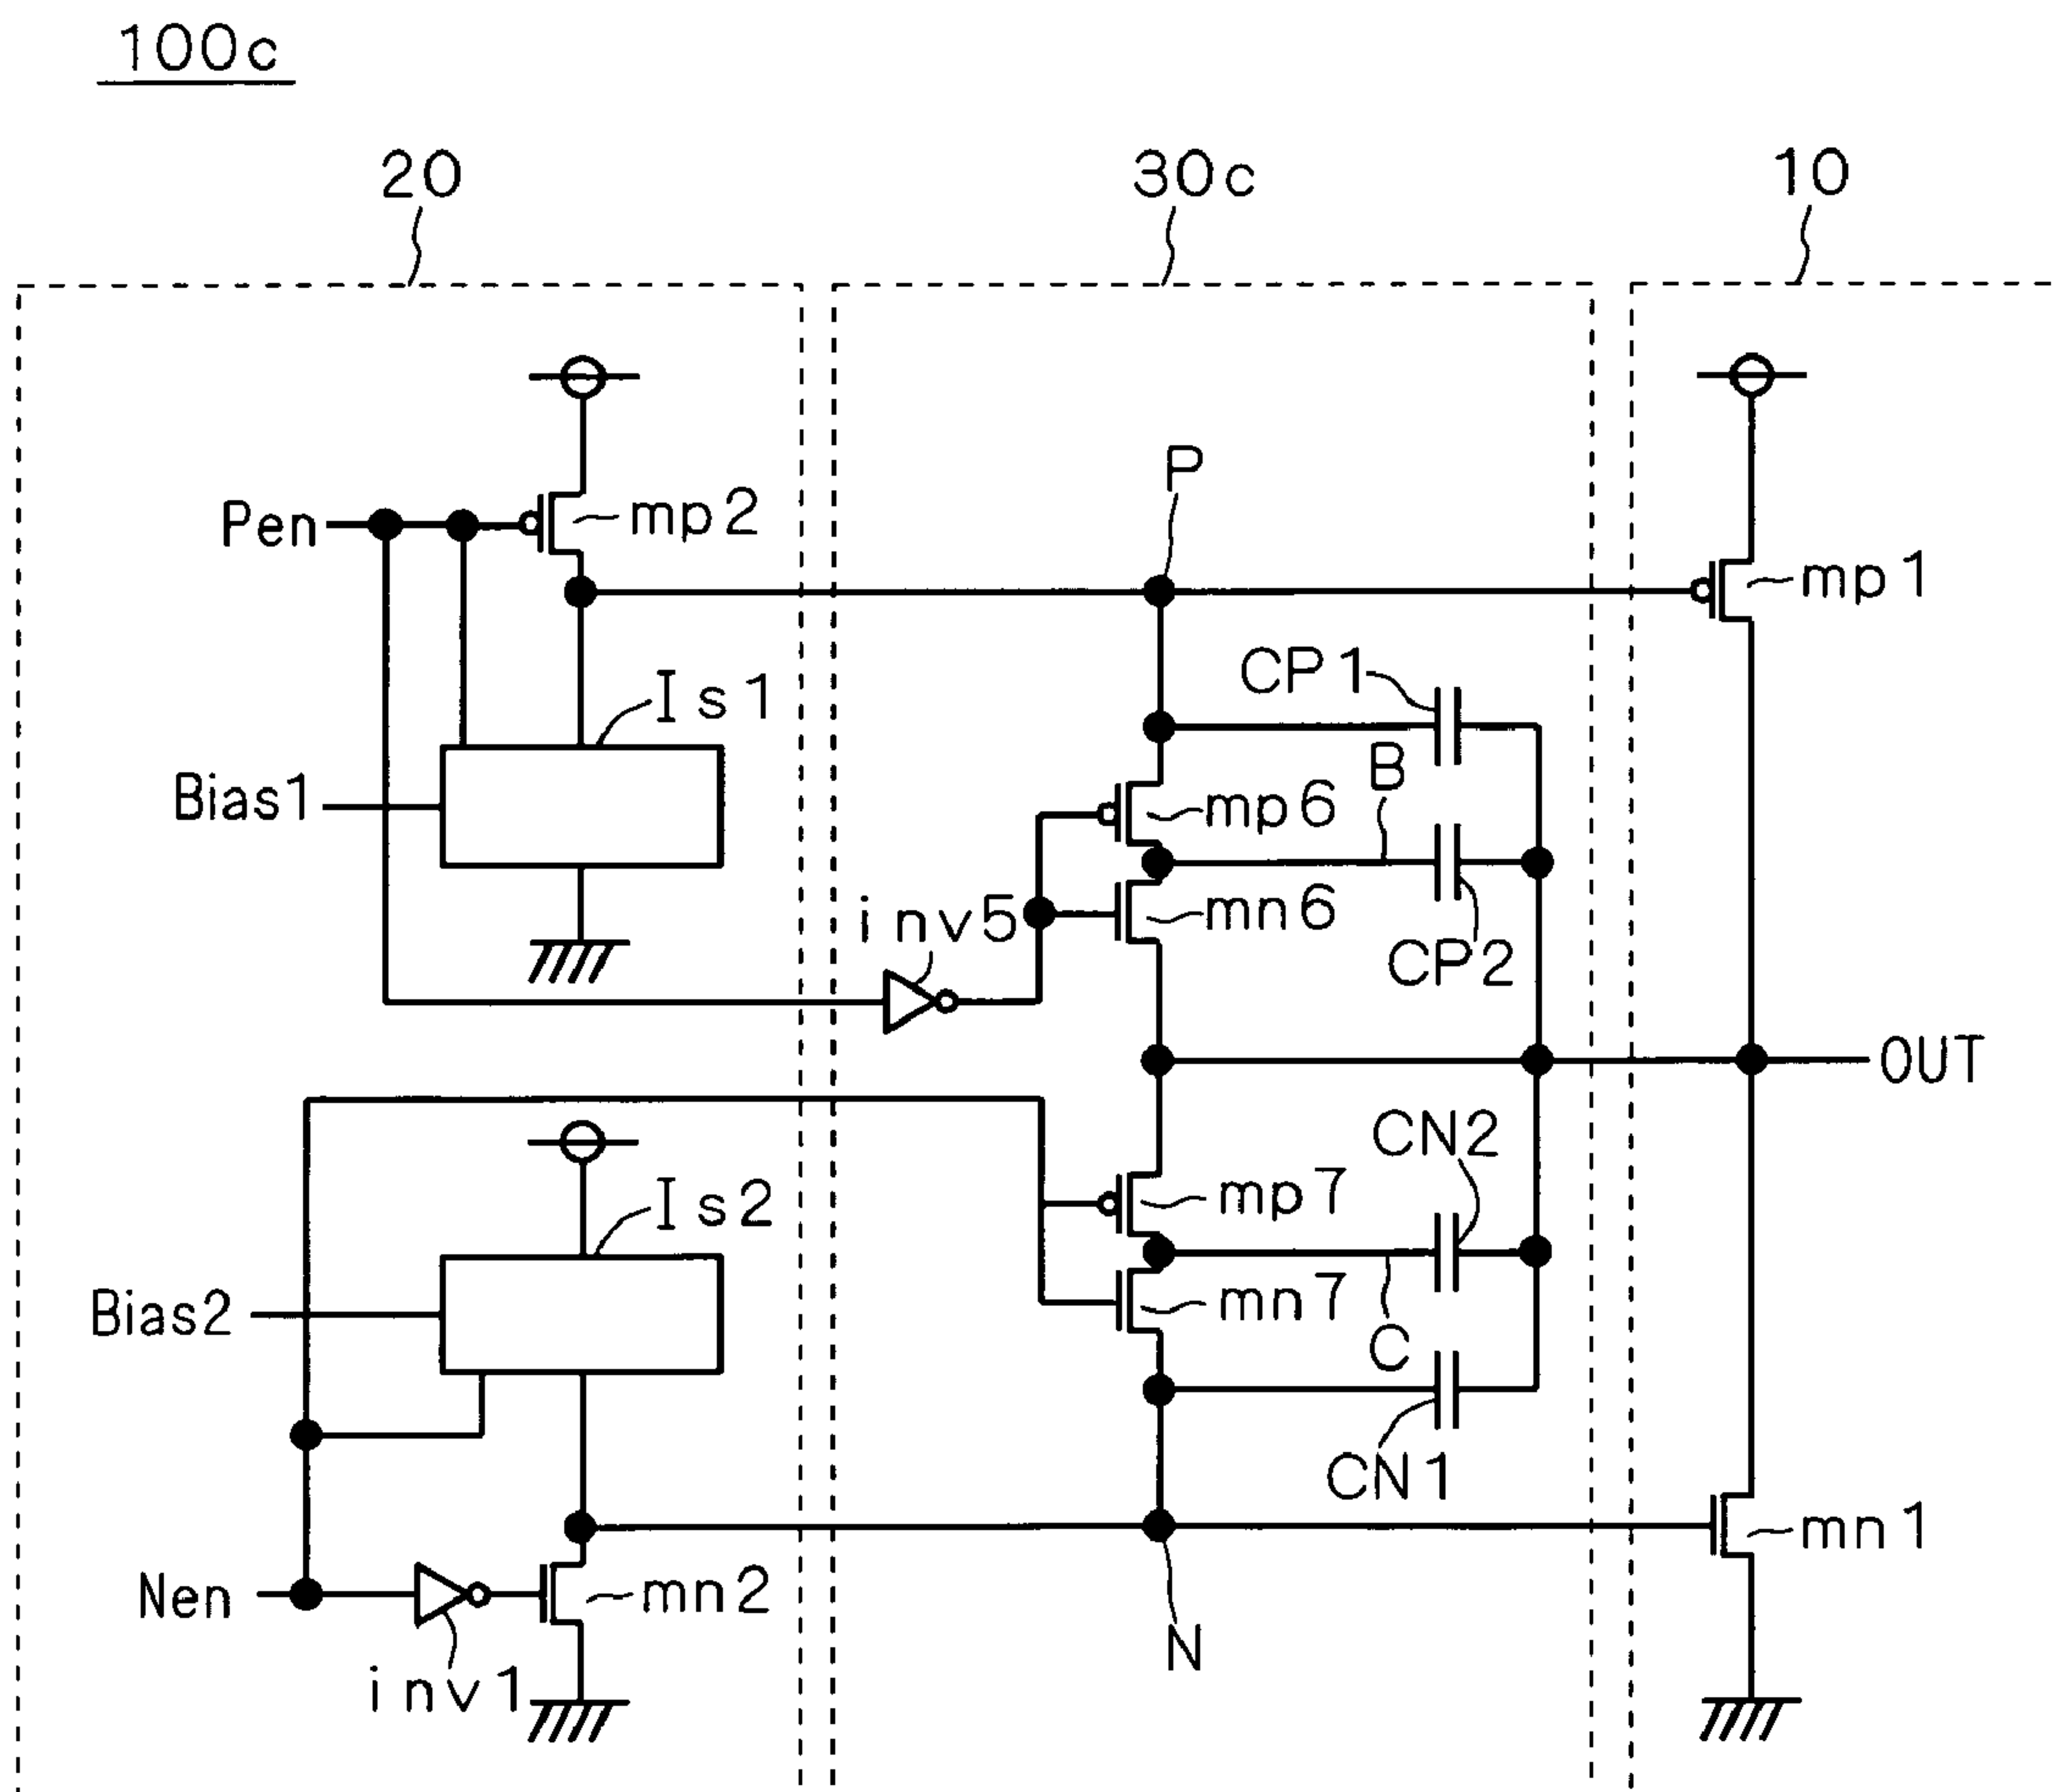 100c
20
30c
10
P
Pen
mp2
mp1
CP1
Is1
B
Bias1
mp6
inv5
mn6
CP2
OUT
CN2
mp7
Is2
mn7
Bias2
C
CN1
mn1
Nen
mn2
N
inv1